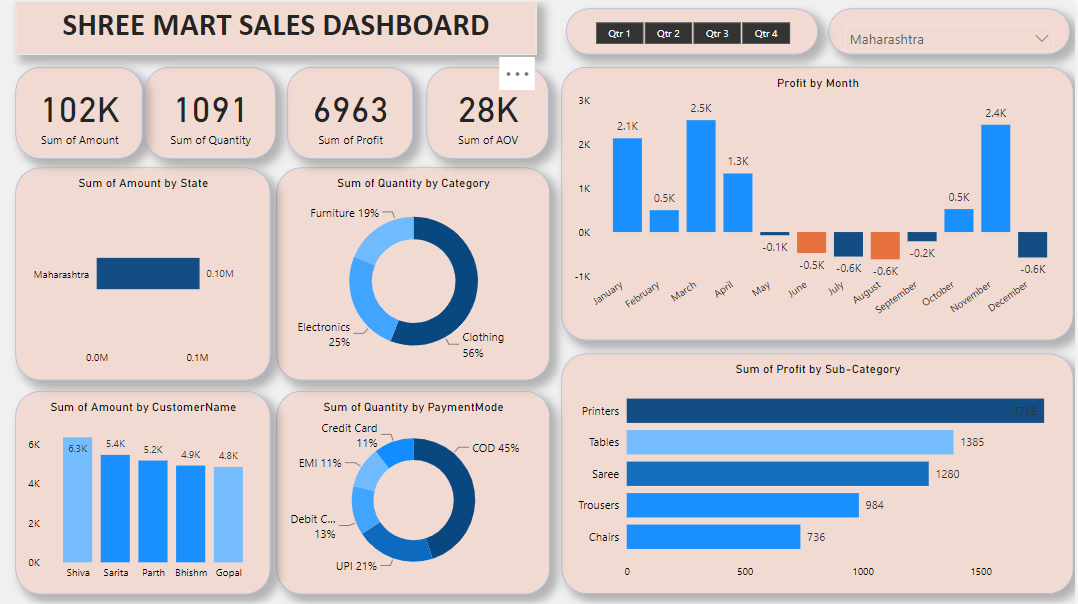 SHREE MART SALES DASHBOARD
Qtr 1 Qtr 2 Qtr 3 Qtr 4
Maharashtra
102K
Sum of Amount
1091
Sum of Quantity
6963
Sum of Profit
28K
Sum of AOV
Profit by Month
3K
2K
1K
0K
-1K
2.1K
0.5K
2.5K
1.3K
-0.1K
-0.5K
-0.6K
-0.6K
-0.2K
0.5K
2.4K
-0.6K
January
February
March
April
May
June
July
August
September
October
November
December
Sum of Amount by State
Maharashtra
0.10M
0.0M 0.1M
Sum of Quantity by Category
Furniture 19%
Electronics
25%
Clothing
56%
Sum of Profit by Sub-Category
Printers 1769
Tables 1385
Saree 1280
Trousers 984
Chairs 736
0 500 1000 1500
Sum of Amount by CustomerName
6K
4K
2K
0K
6.3K
5.4K
5.2K
4.9K
4.8K
Shiva Sarita Parth Bhishm Gopal
Sum of Quantity by PaymentMode
Credit Card
11%
COD 45%
EMI 11%
Debit C...
13%
UPI 21%